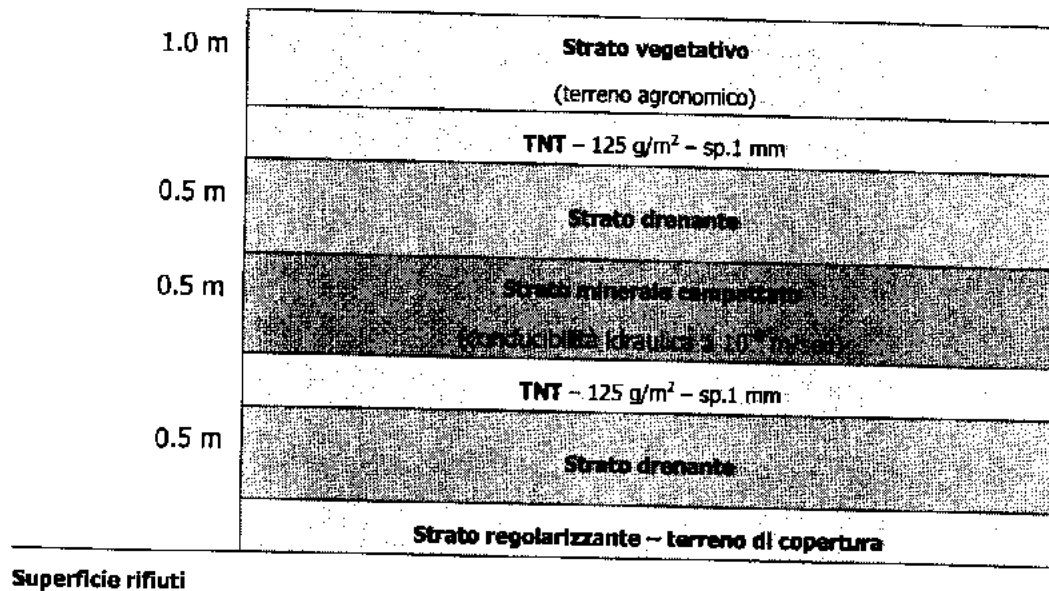 1.0 m
Strato vegetativo
(terreno agronomico)
TNT – 125 g/m² – sp.1 mm
0.5 m
Strato drenante
0.5 m
Strato minerale compattato
(conducibilità idraulica
TNT – 125 g/m² – sp.1 mm
0.5 m
Strato drenante
Strato regolarizzante – terreno di copertura
Superficie rifiuti